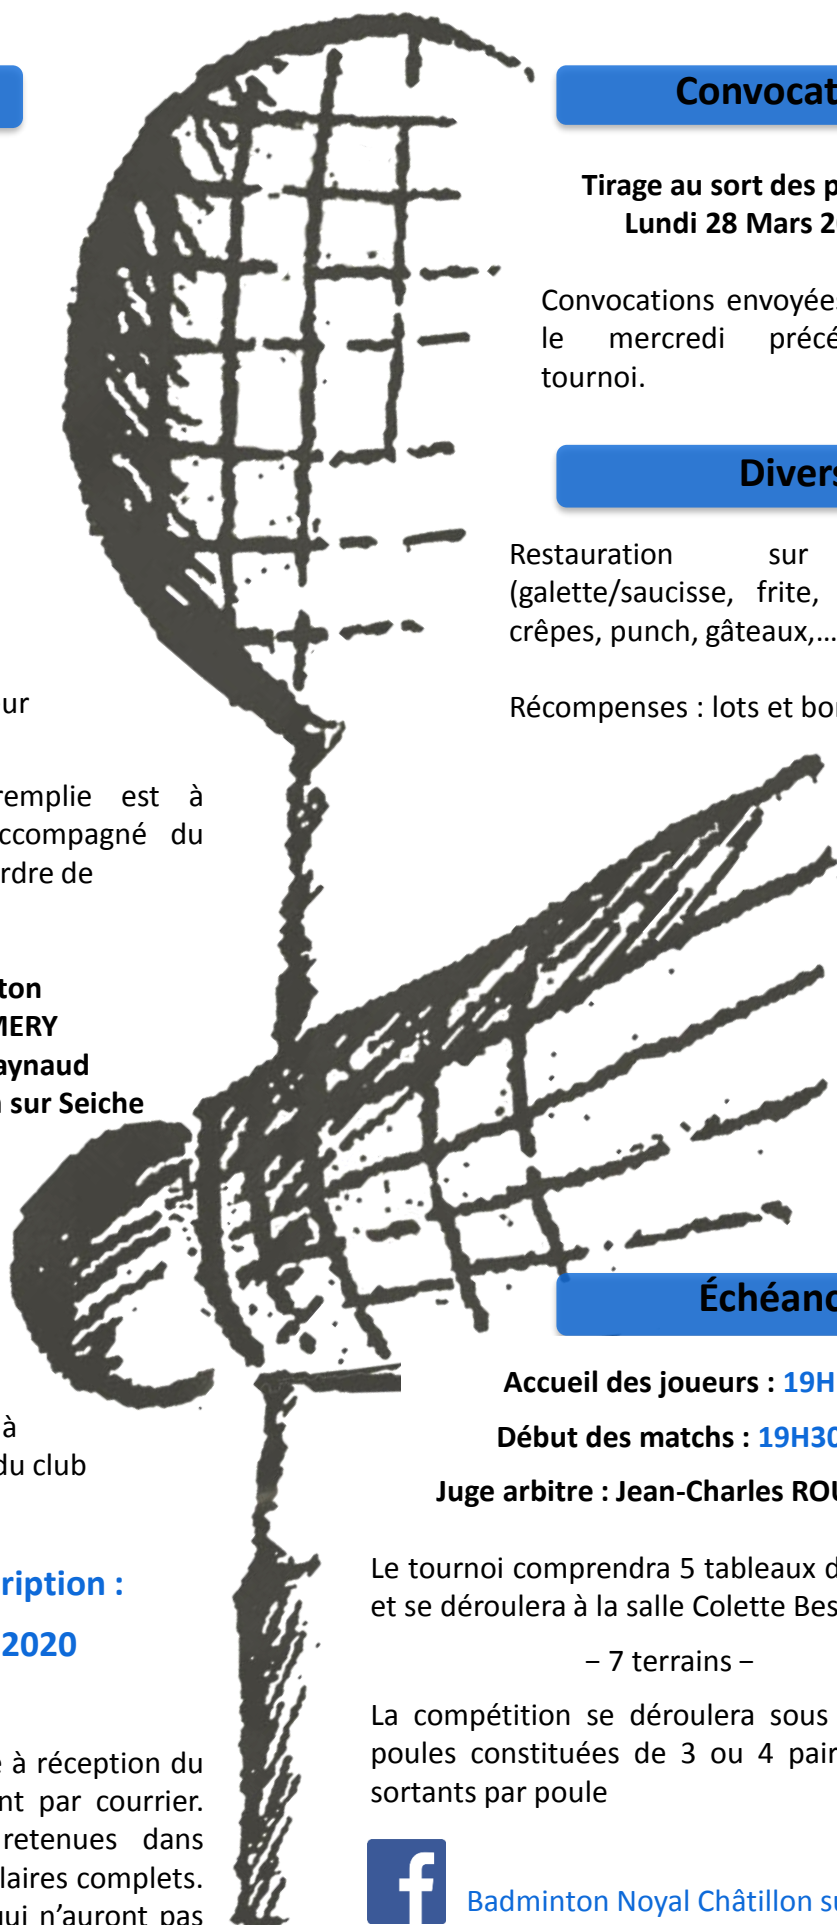 ur
remplie est à
ccompagné du
rdre de
ton
MERY
aynaud
sur Seiche
à
du club
ription :
2020
à réception du
nt par courrier.
retenues dans
laires complets.
qui n'auront pas
Convocat
Tirage au sort des p
Lundi 28 Mars 2
Convocations envoyées
le mercredi précé
tournoi.
Divers
Restauration sur
(galette/saucisse, frite,
crêpes, punch, gâteaux,...
Récompenses : lots et bo
Échéanc
Accueil des joueurs : 19H
Début des matchs : 19H30
Juge arbitre : Jean-Charles ROU
Le tournoi comprendra 5 tableaux d
et se déroulera à la salle Colette Bes
– 7 terrains –
La compétition se déroulera sous
poules constituées de 3 ou 4 pair
sortants par poule
f
Badminton Noyal Châtillon su